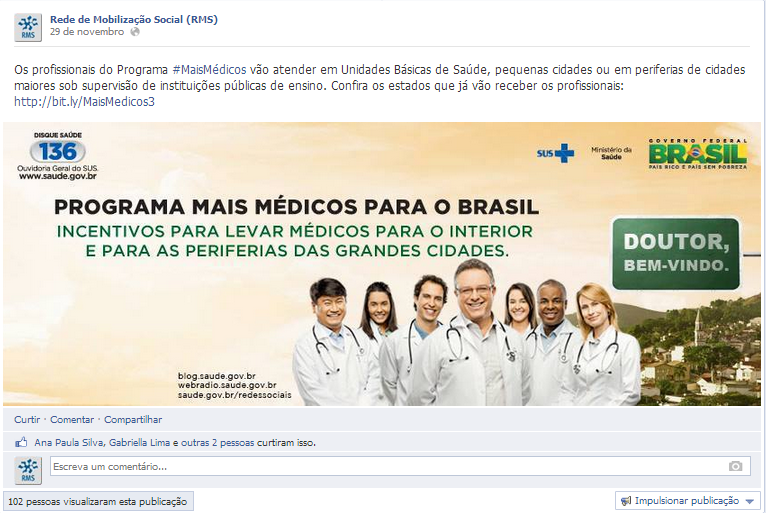 RMS
Rede de Mobilização Social (RMS)
29 de novembro
Os profissionais do Programa #MaisMédicos vão atender em Unidades Básicas de Saúde, pequenas cidades ou em periferias de cidades
maiores sob supervisão de instituições públicas de ensino. Confira os estados que já vão receber os profissionais:
http://bit.ly/MaisMedicos3
DISQUE SAÚDE
136
Ouvidoria Geral do SUS.
www.saude.gov.br
SUS
Ministério da
Saúde
GOVERNO FEDERAL
BRASIL
PAÍS RICO É PAÍS SEM POBREZA
PROGRAMA MAIS MÉDICOS PARA O BRASIL
INCENTIVOS PARA LEVAR MÉDICOS PARA O INTERIOR
E PARA AS PERIFERIAS DAS GRANDES CIDADES.
DOUTOR,
BEM-VINDO.
blog.saude.gov.br
webradio.saude.gov.br
saude.gov.br/redessociais
Curtir · Comentar · Compartilhar
Ana Paula Silva, Gabriella Lima e outras 2 pessoas curtiram isso.
RMS
Escreva um comentário...
102 pessoas visualizaram esta publicação
Impulsionar publicação